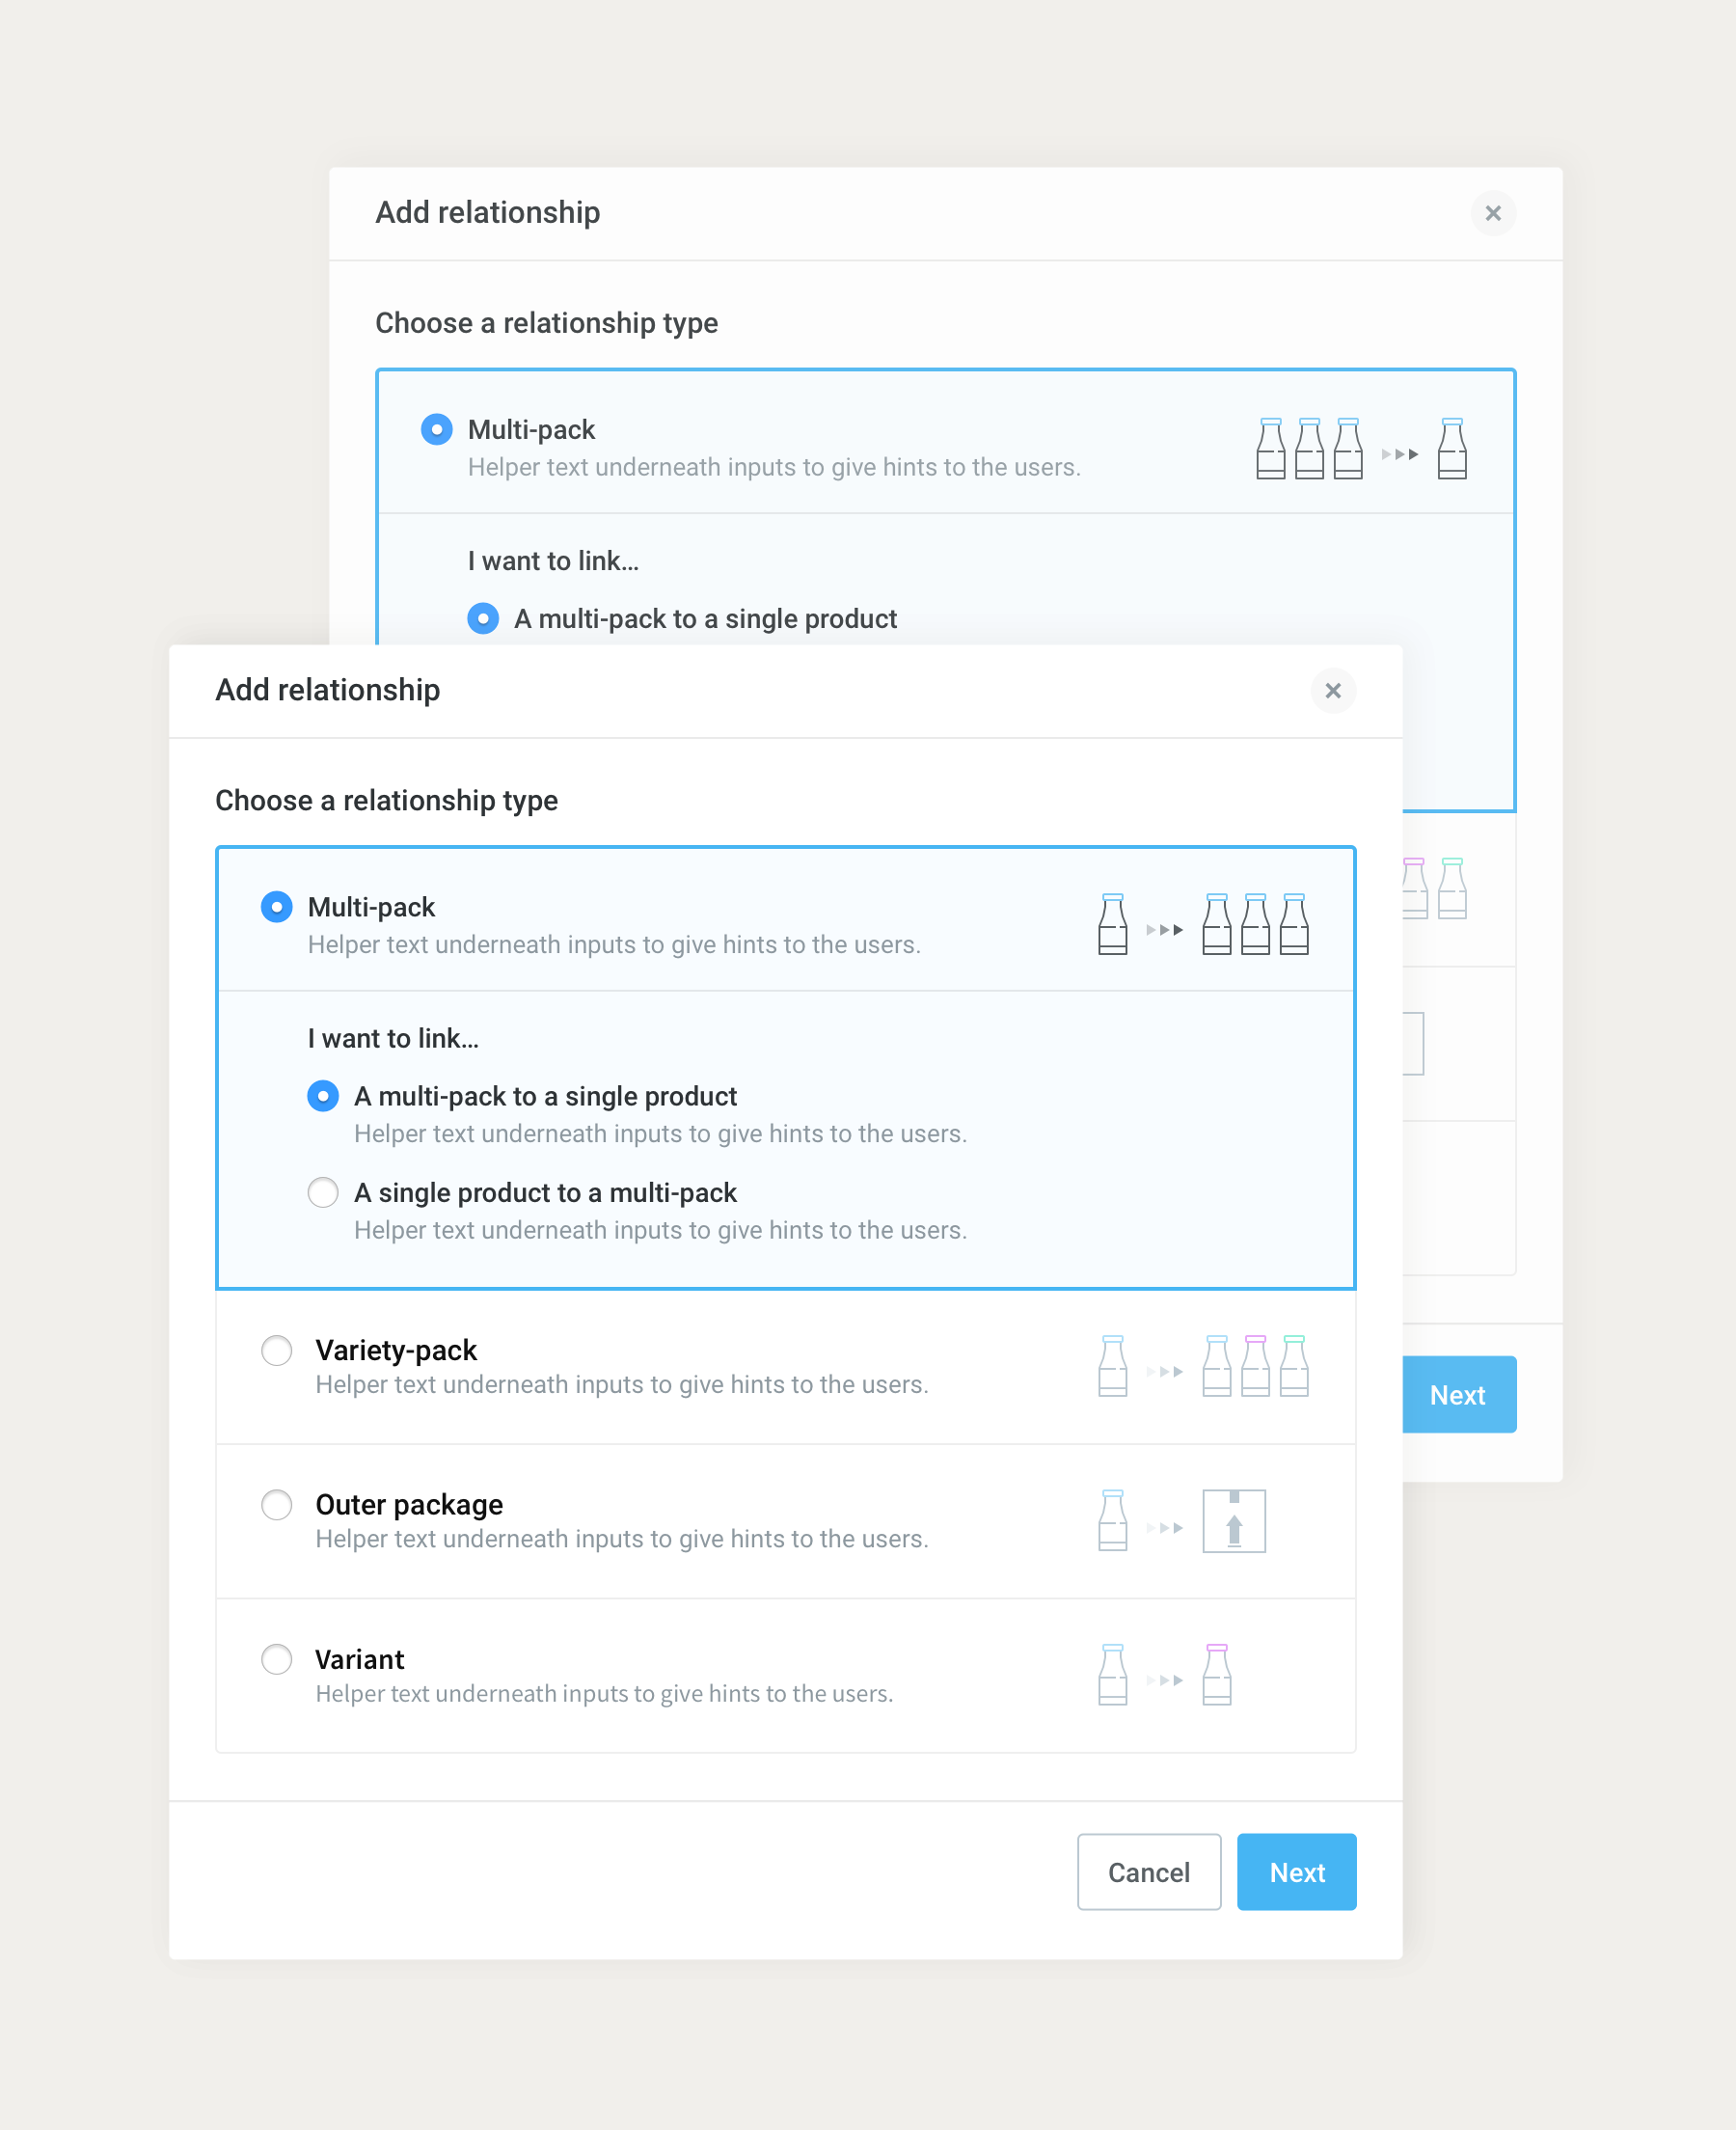 Add relationship
Choose a relationship type
Multi-pack
Helper text underneath inputs to give hints to the users.
I want to link...
A multi-pack to a single product
Next
Add relationship
Choose a relationship type
Multi-pack
Helper text underneath inputs to give hints to the users.
I want to link...
A multi-pack to a single product
Helper text underneath inputs to give hints to the users.
A single product to a multi-pack
Helper text underneath inputs to give hints to the users.
Variety-pack
Helper text underneath inputs to give hints to the users.
Outer package
Helper text underneath inputs to give hints to the users.
Variant
Helper text underneath inputs to give hints to the users.
Cancel
Next